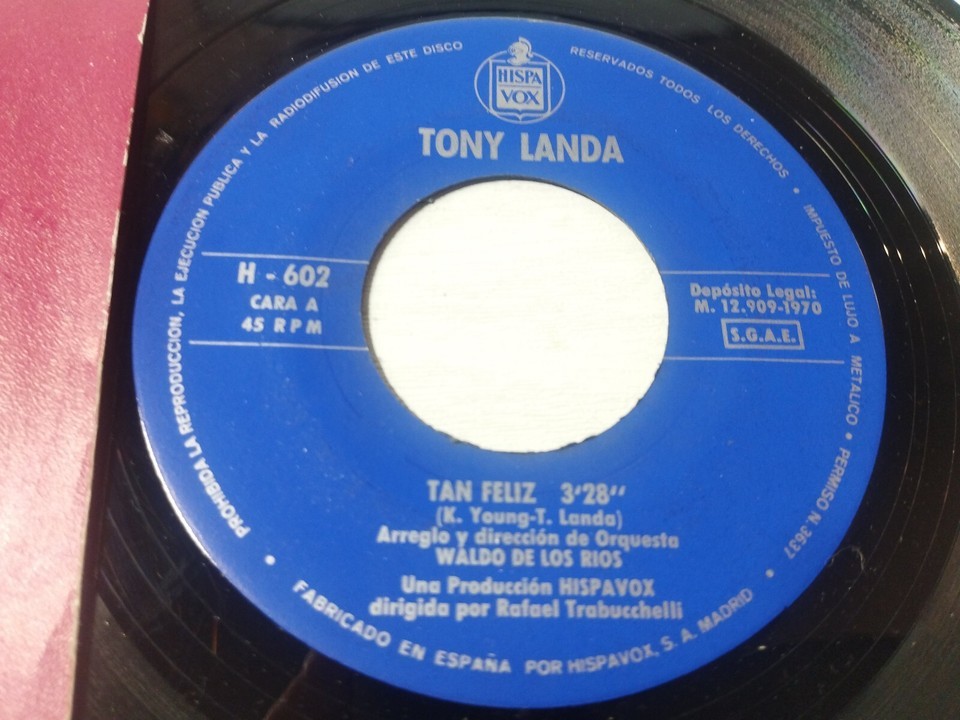 HISPA
VOX
TONY LANDA
H - 602
CARA A
45 RPM
Depósito Legal:
M. 12.909-1970
S.G.A.E.
TAN FELIZ 3'28''
(K. Young-T. Landa)
Arreglo y dirección de Orquesta
WALDO DE LOS RIOS
Una Producción HISPAVOX
dirigida por Rafael Trabucchelli
PROHIBIDA LA REPRODUCCION, LA EJECUCION PUBLICA Y LA RADIODIFUSION DE ESTE DISCO
RESERVADOS TODOS LOS DERECHOS • IMPUESTO DE LUJO A METALICO • PERMISO N. 3637 •
• FABRICADO EN ESPAÑA POR HISPAVOX, S. A. MADRID